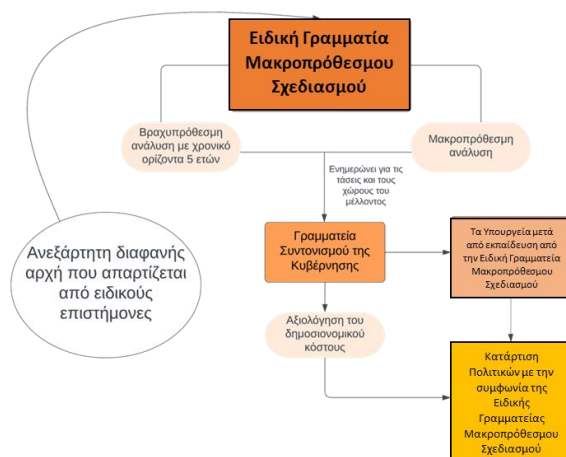 Ειδική Γραμματία
Μακροπρόθεσμου
Σχεδιασμού
Βραχυπρόθεσμη
ανάλυση με χρονικό
ορίζοντα 5 ετών
Μακροπρόθεσμη
ανάλυση
Ενημερώνει για τις
τάσεις και τους
χώρους του
μέλλοντος
Ανεξάρτητη διαφανής
αρχή που απαρτίζεται
από ειδικούς
επιστήμονες
Γραμματεία
Συντονισμού της
Κυβέρνησης
Τα Υπουργεία μετά
από εκπαίδευση από
την Ειδική Γραμματεία
Μακροπρόθεσμου
Σχεδιασμού
Αξιολόγηση του
δημοσιονομικού
κόστους
Κατάρτιση
Πολιτικών με την
συμφωνία της
Ειδικής
Γραμματείας
Μακροπρόθεσμου
Σχεδιασμού